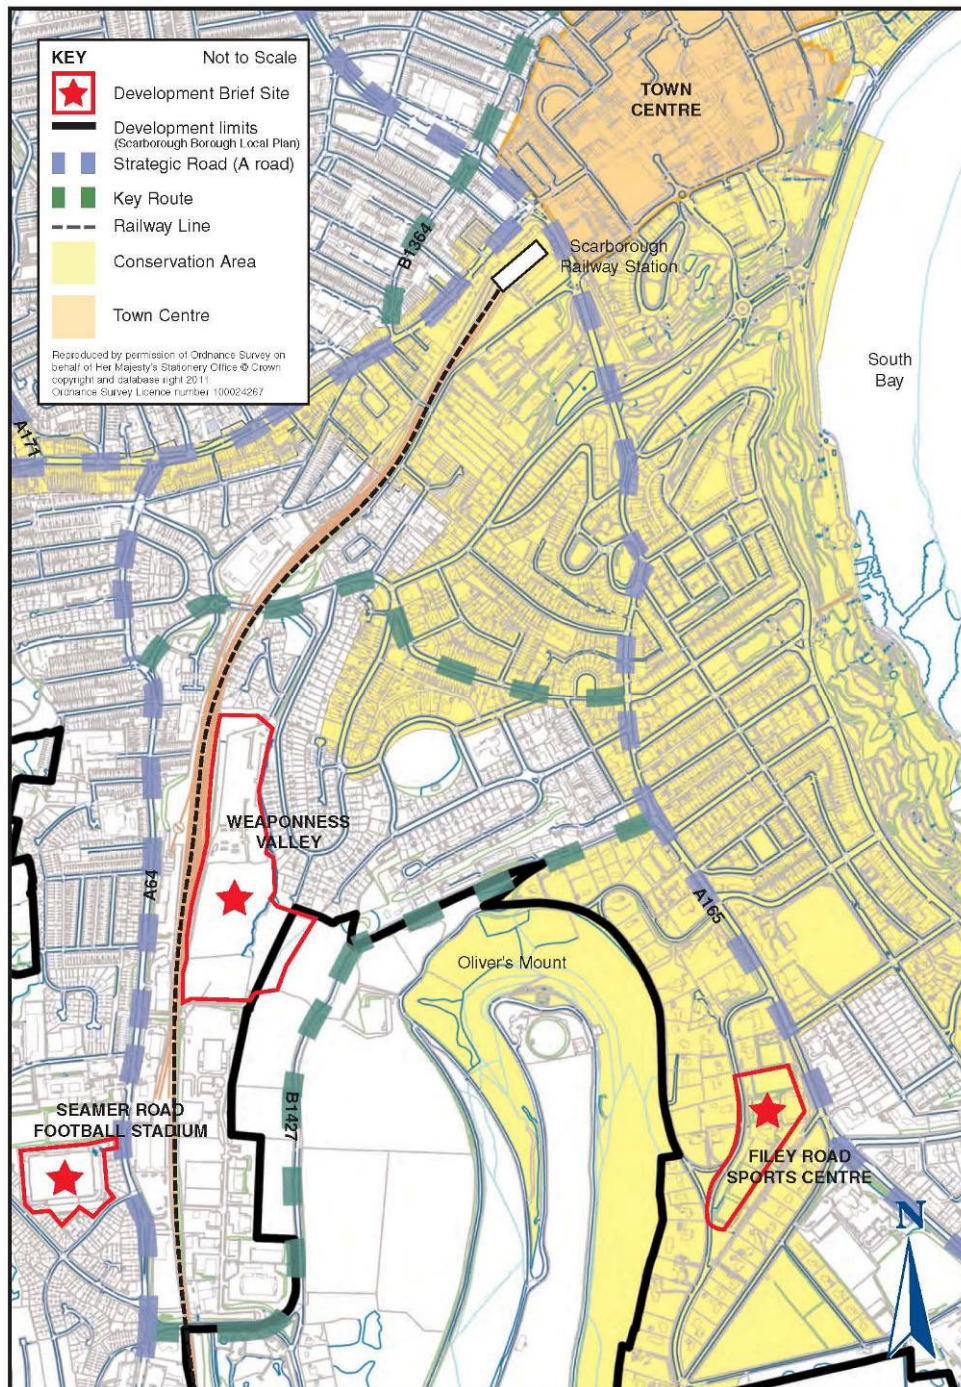 KEY
Not to Scale
Development Brief Site
Development limits
(Scarborough Borough Local Plan)
Strategic Road (A road)
Key Route
Railway Line
Conservation Area
Town Centre
Reproduced by permission of Ordnance Survey on
behalf of Her Majesty's Stationery Office © Crown
copyright and database right 2011
Ordnance Survey Licence number 100024267
TOWN
CENTRE
B1364
Scarborough
Railway Station
South
Bay
A171
WEAPONNESS
VALLEY
A64
A165
Oliver's Mount
SEAMER ROAD
FOOTBALL STADIUM
B1427
FILEY ROAD
SPORTS CENTRE
N